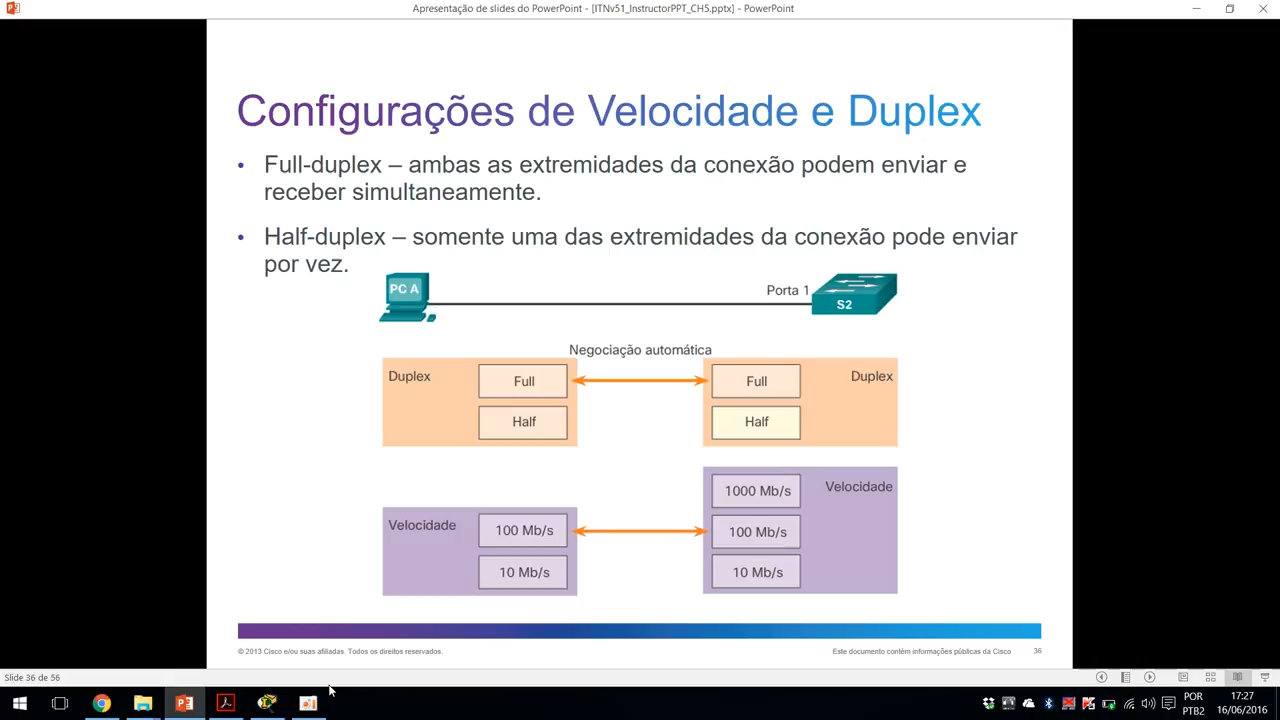 Apresentação de slides do PowerPoint - [ITNv51_InstructorPPT_CH5.pptx] - PowerPoint
Configurações de Velocidade e Duplex
• Full-duplex – ambas as extremidades da conexão podem enviar e
receber simultaneamente.
• Half-duplex – somente uma das extremidades da conexão pode enviar
por vez.
PC A
Porta 1
S2
Negociação automática
Duplex
Full
Full
Duplex
Half
Half
1000 Mb/s
Velocidade
Velocidade
100 Mb/s
100 Mb/s
10 Mb/s
10 Mb/s
© 2013 Cisco e/ou suas afiliadas. Todos os direitos reservados.
Este documento contém informações públicas da Cisco
36
Slide 36 de 56
POR
PTB2
17:27
16/06/2016